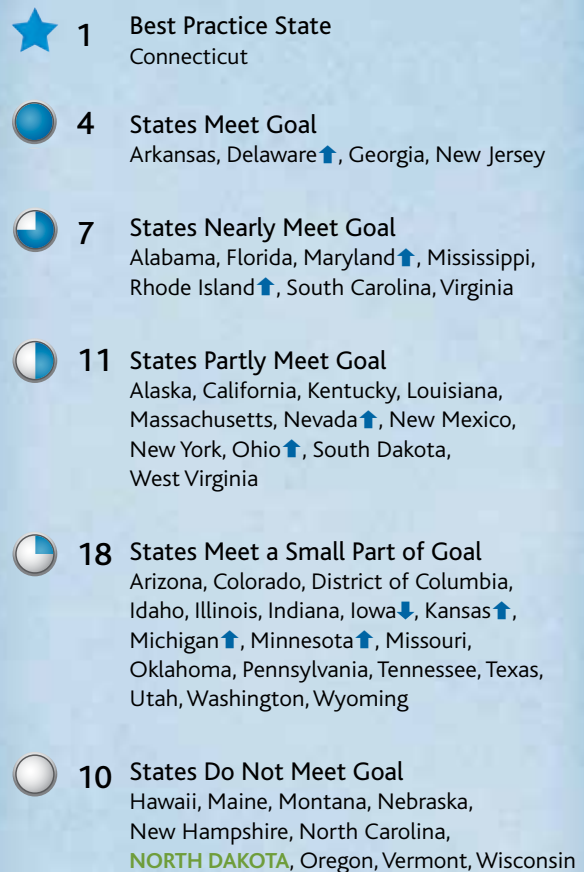 1 Best Practice State
Connecticut
4 States Meet Goal
Arkansas, Delaware⬆, Georgia, New Jersey
7 States Nearly Meet Goal
Alabama, Florida, Maryland⬆, Mississippi,
Rhode Island⬆, South Carolina, Virginia
11 States Partly Meet Goal
Alaska, California, Kentucky, Louisiana,
Massachusetts, Nevada⬆, New Mexico,
New York, Ohio⬆, South Dakota,
West Virginia
18 States Meet a Small Part of Goal
Arizona, Colorado, District of Columbia,
Idaho, Illinois, Indiana, Iowa⬇, Kansas⬆,
Michigan⬆, Minnesota⬆, Missouri,
Oklahoma, Pennsylvania, Tennessee, Texas,
Utah, Washington, Wyoming
10 States Do Not Meet Goal
Hawaii, Maine, Montana, Nebraska,
New Hampshire, North Carolina,
NORTH DAKOTA, Oregon, Vermont, Wisconsin